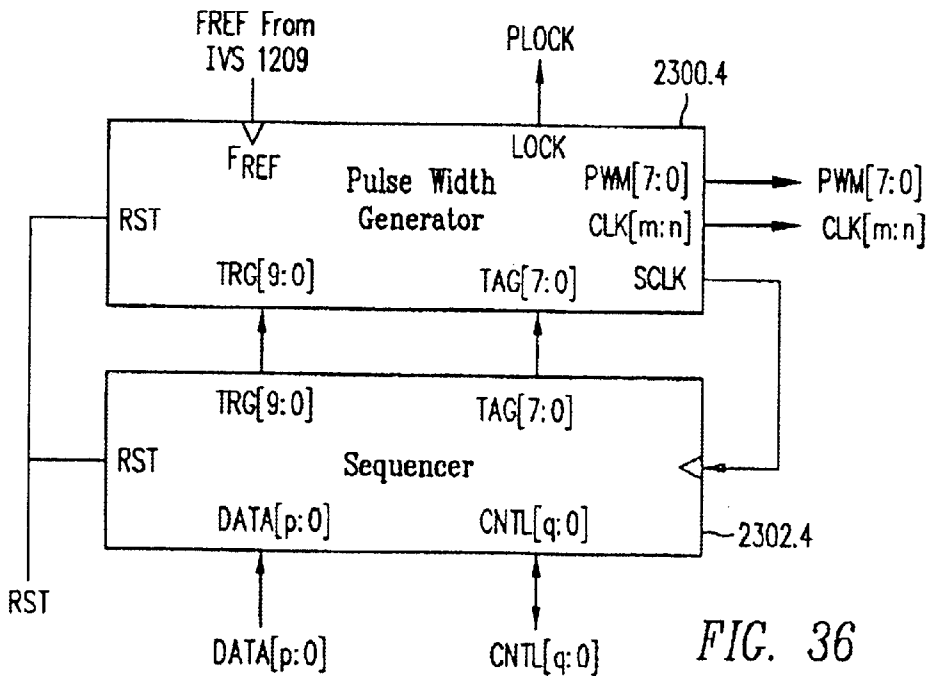 FREF From
IVS 1209
PLOCK
2300.4
FREF
LOCK
Pulse Width
Generator
PWM[7:0]
PWM[7:0]
RST
CLK[m:n]
CLK[m:n]
TRG[9:0]
TAG[7:0]
SCLK
TRG[9:0]
TAG[7:0]
RST
Sequencer
DATA[p:0]
CNTL[q:0]
2302.4
RST
DATA[p:0]
CNTL[q:0]
FIG. 36